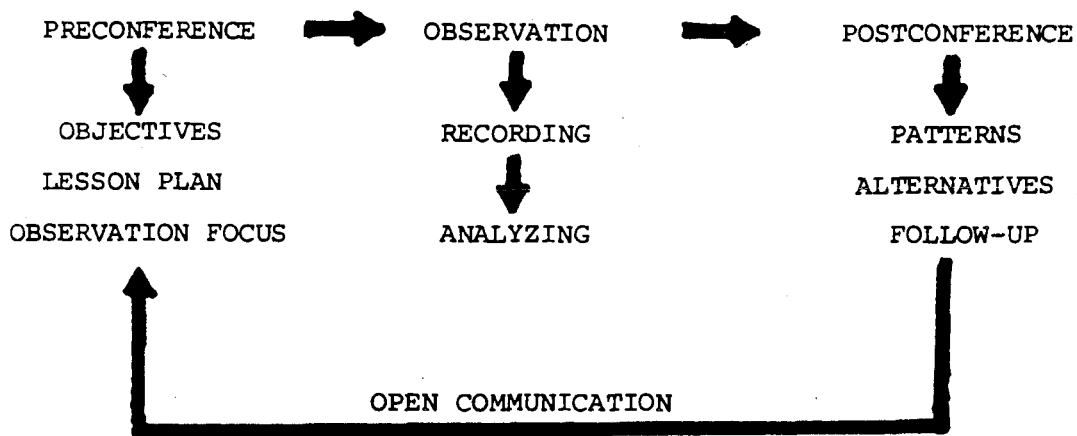 PRECONFERENCE OBSERVATION POSTCONFERENCE
OBJECTIVES RECORDING PATTERNS
LESSON PLAN ALTERNATIVES
OBSERVATION FOCUS ANALYZING FOLLOW-UP
OPEN COMMUNICATION